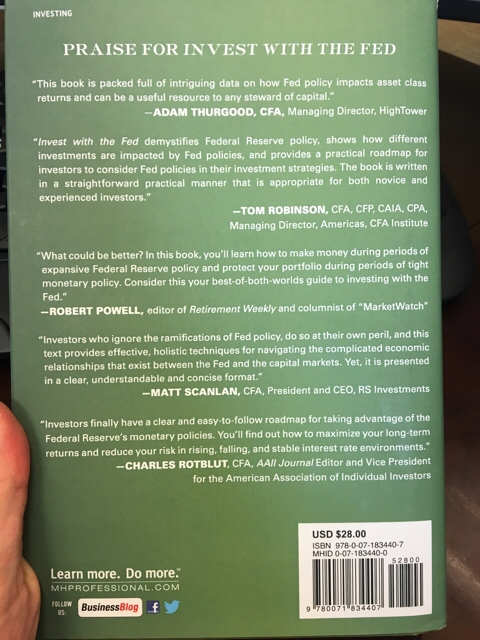 INVESTING
PRAISE FOR INVEST WITH THE FED
“This book is packed full of intriguing data on how Fed policy impacts asset class
returns and can be a useful resource to any steward of capital.”
—ADAM THURGOOD, CFA, Managing Director, HighTower
“Invest with the Fed demystifies Federal Reserve policy, shows how different
investments are impacted by Fed policies, and provides a practical roadmap for
investors to consider Fed policies in their investment strategies. The book is written
in a straightforward practical manner that is appropriate for both novice and
experienced investors.”
—TOM ROBINSON, CFA, CFP, CAIA, CPA,
Managing Director, Americas, CFA Institute
“What could be better? In this book, you’ll learn how to make money during periods of
expansive Federal Reserve policy and protect your portfolio during periods of tight
monetary policy. Consider this your best-of-both-worlds guide to investing with the
Fed.”
—ROBERT POWELL, editor of Retirement Weekly and columnist of “MarketWatch”
“Investors who ignore the ramifications of Fed policy, do so at their own peril, and this
text provides effective, holistic techniques for navigating the complicated economic
relationships that exist between the Fed and the capital markets. Yet, it is presented
in a clear, understandable and concise format.”
—MATT SCANLAN, CFA, President and CEO, RS Investments
“Investors finally have a clear and easy-to-follow roadmap for taking advantage of the
Federal Reserve’s monetary policies. You’ll find out how to maximize your long-term
returns and reduce your risk in rising, falling, and stable interest rate environments.”
—CHARLES ROTBLUT, CFA, AAII Journal Editor and Vice President
for the American Association of Individual Investors
USD $28.00
ISBN 978-0-07-183440-7
MHID 0-07-183440-0
52800
9 780071 834407
Learn more. Do more.™
MHPROFESSIONAL.COM
FOLLOW
US:
BusinessBlog